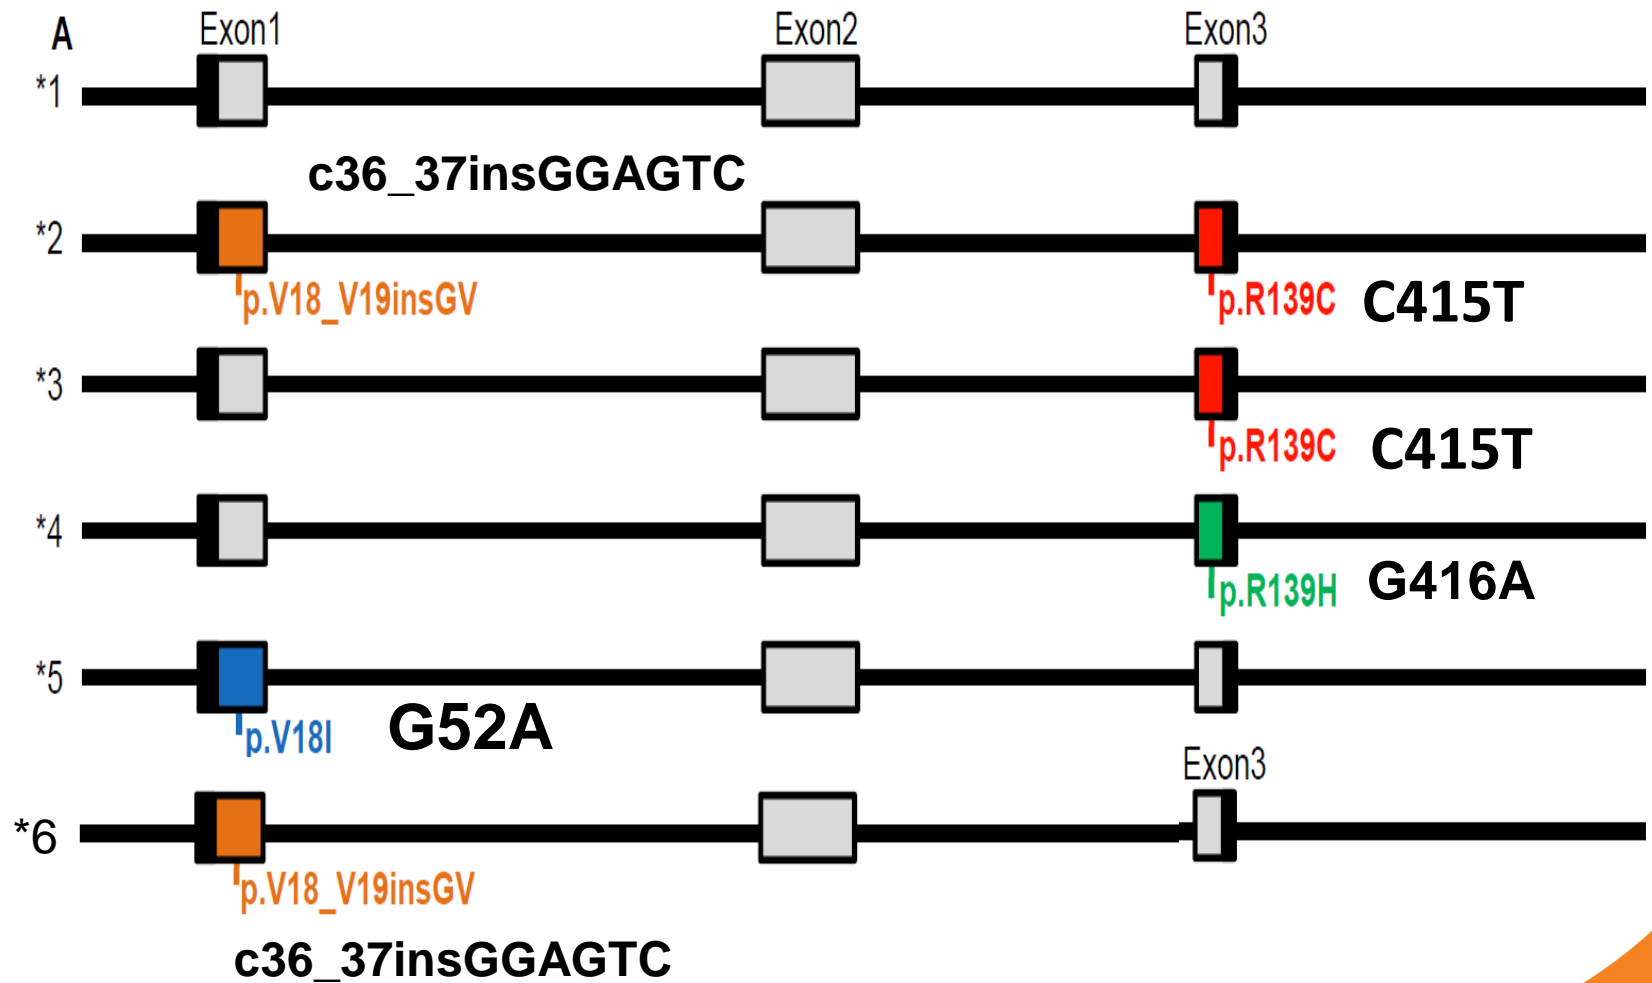 A Exon1 Exon2 Exon3
*1
c36_37insGGAGTC
*2
p.V18_V19insGV p.R139C C415T
*3
p.R139C C415T
*4
p.R139H G416A
*5
p.V18I G52A
Exon3
*6
p.V18_V19insGV
c36_37insGGAGTC